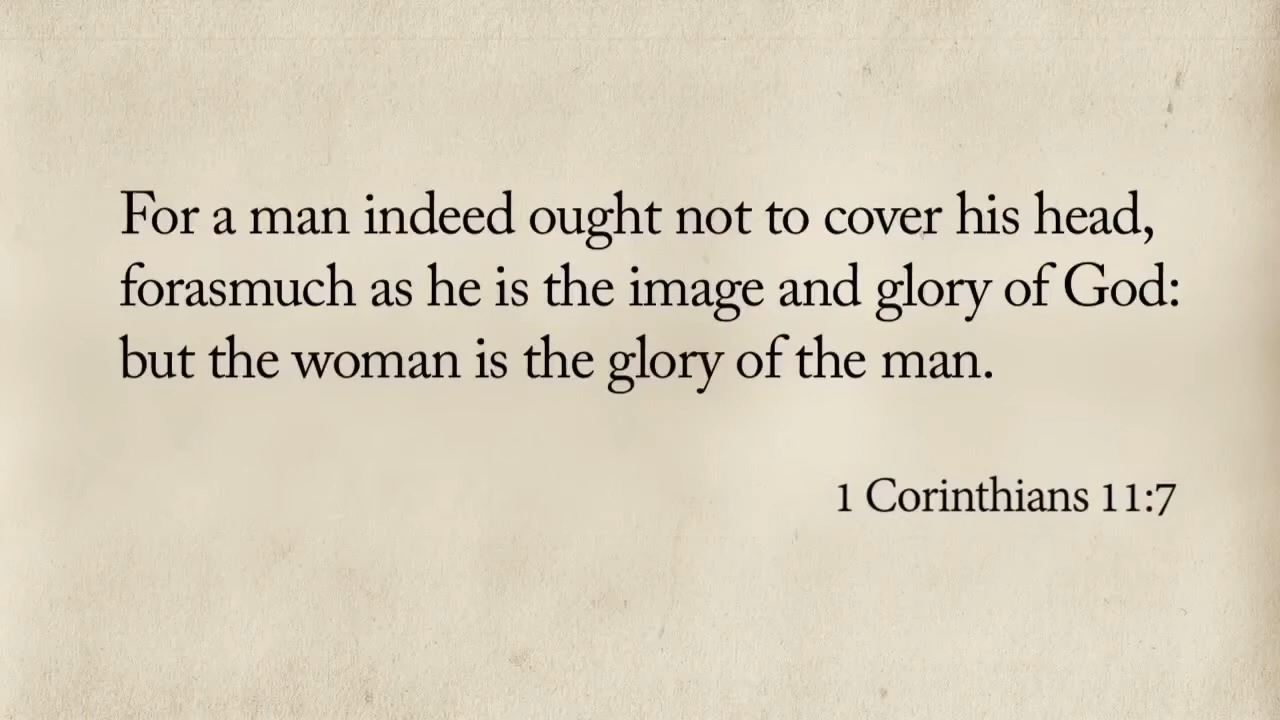 For a man indeed ought not to cover his head,
forasmuch as he is the image and glory of God:
but the woman is the glory of the man.
1 Corinthians 11:7